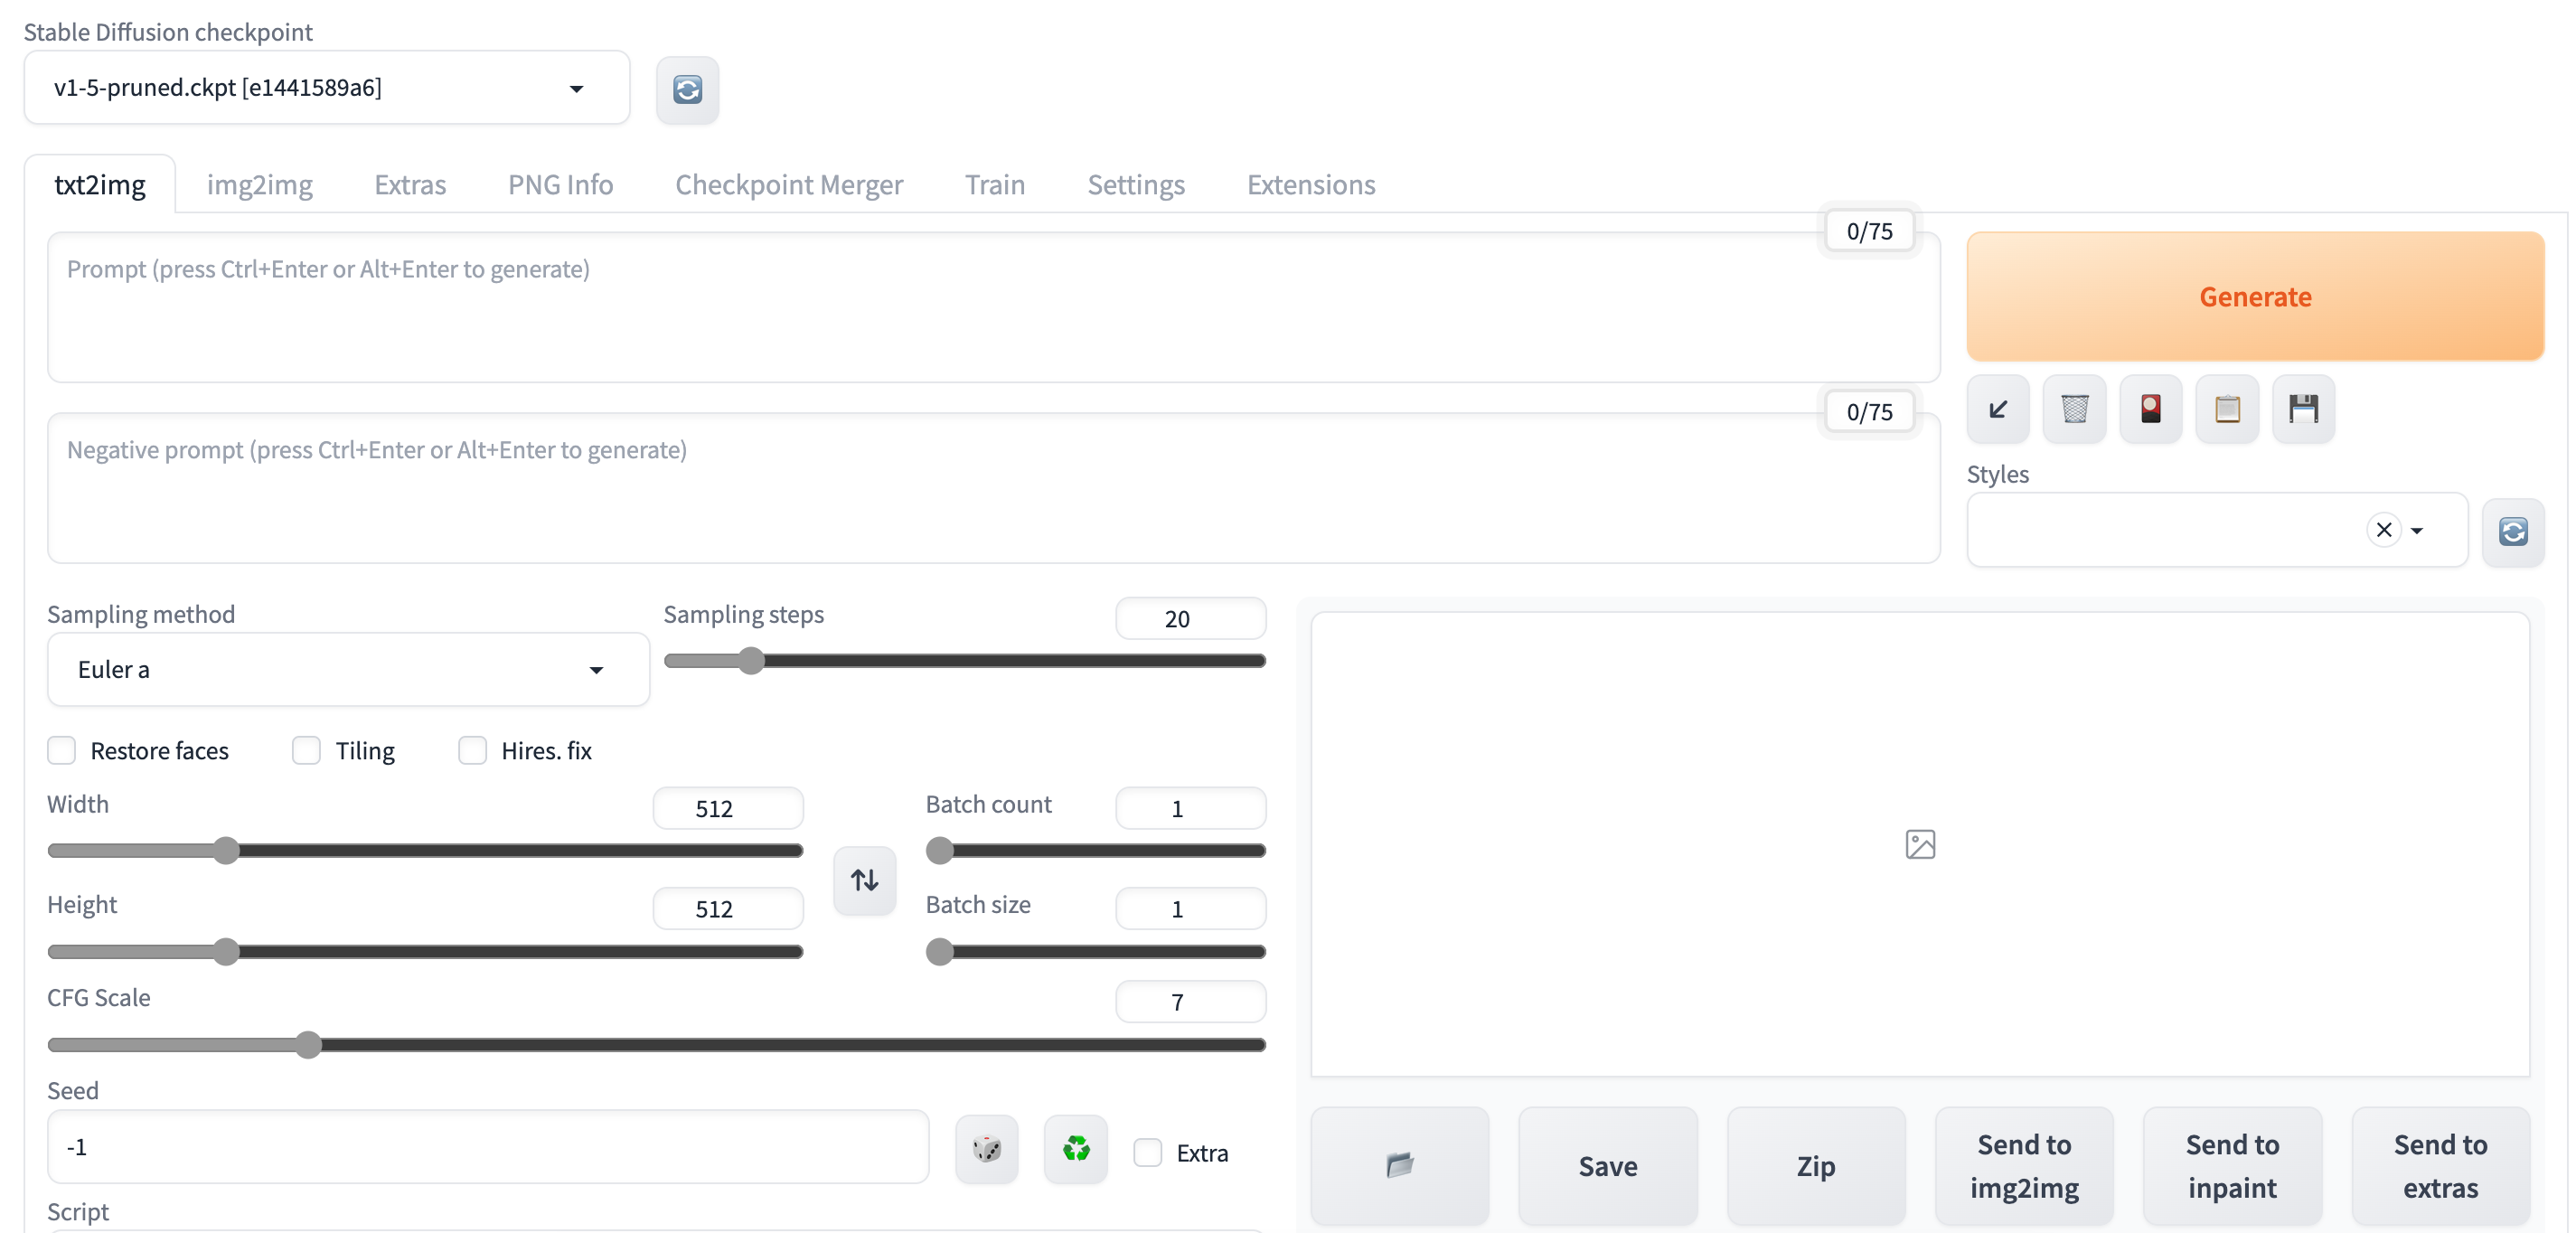 Stable Diffusion checkpoint
v1-5-pruned.ckpt [e1441589a6]
txt2img img2img Extras PNG Info Checkpoint Merger Train Settings Extensions
0/75
Prompt (press Ctrl+Enter or Alt+Enter to generate)
Generate
0/75
Negative prompt (press Ctrl+Enter or Alt+Enter to generate)
Styles
Sampling method
Euler a
Sampling steps
20
Restore faces
Tiling
Hires. fix
Width
512
Batch count
1
Height
512
Batch size
1
CFG Scale
7
Seed
-1
Extra
Script
Save
Zip
Send to
img2img
Send to
inpaint
Send to
extras